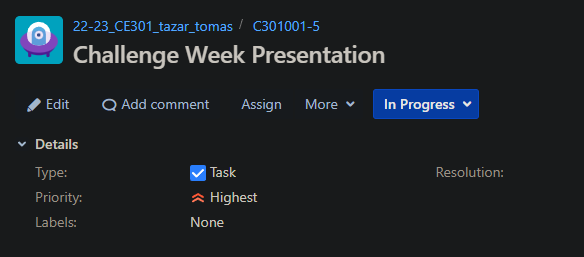 22-23_CE301_tazar_tomas / C301001-5
Challenge Week Presentation
Edit Add comment Assign More In Progress
Details
Type: Task Resolution:
Priority: Highest
Labels: None